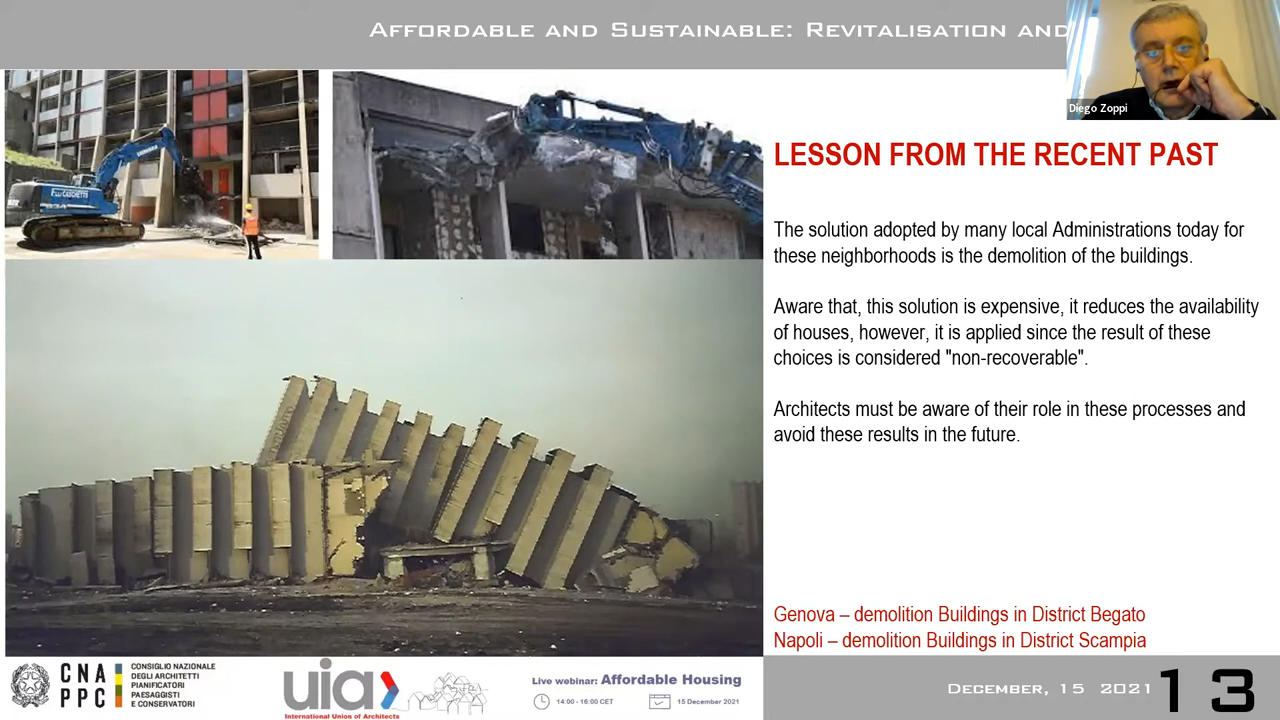 AFFORDABLE AND SUSTAINABLE: REVITALISATION AND
Diego Zoppi
LESSON FROM THE RECENT PAST
The solution adopted by many local Administrations today for
these neighborhoods is the demolition of the buildings.
Aware that, this solution is expensive, it reduces the availability
of houses, however, it is applied since the result of these
choices is considered "non-recoverable".
Architects must be aware of their role in these processes and
avoid these results in the future.
Genova – demolition Buildings in District Begato
Napoli – demolition Buildings in District Scampia
CNA
PPC
CONSIGLIO NAZIONALE
DEGLI ARCHITETTI
PIANIFICATORI
PAESAGGISTI
E CONSERVATORI
uia
International Union of Architects
Live webinar: Affordable Housing
14:00 - 16:00 CET
15 December 2021
DECEMBER, 15 2021
13